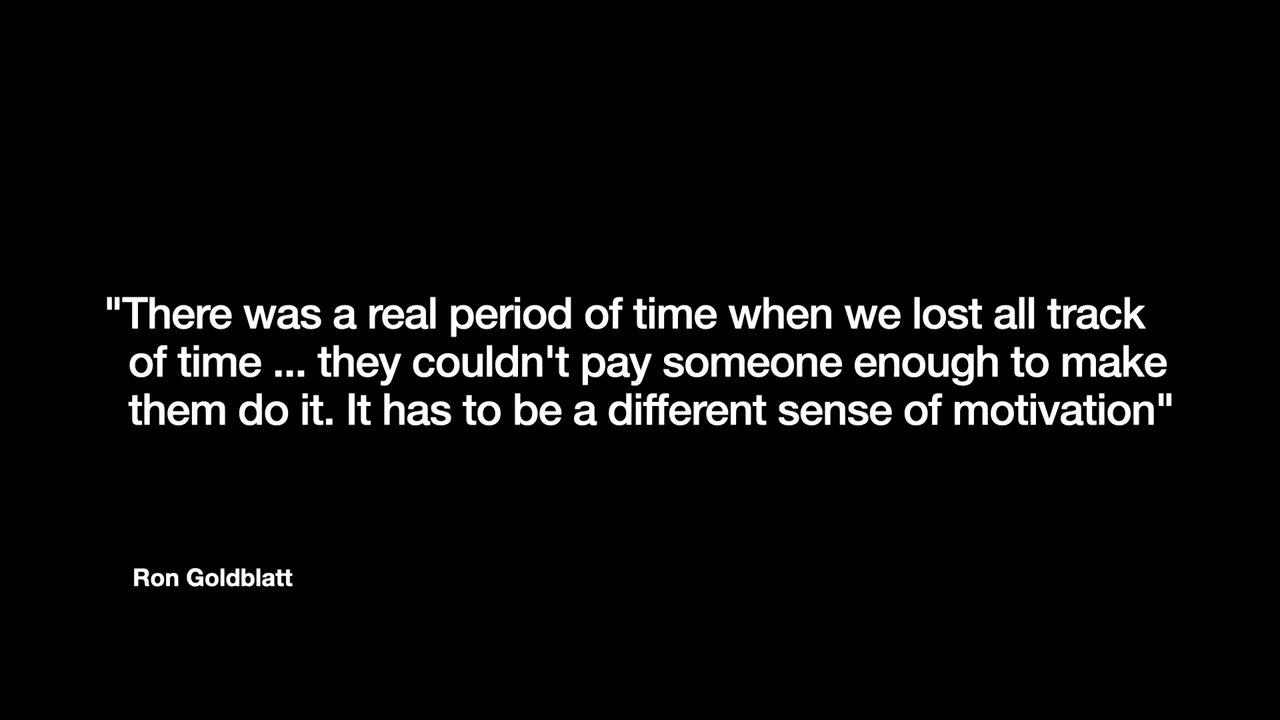 "There was a real period of time when we lost all track
of time ... they couldn't pay someone enough to make
them do it. It has to be a different sense of motivation"
Ron Goldblatt